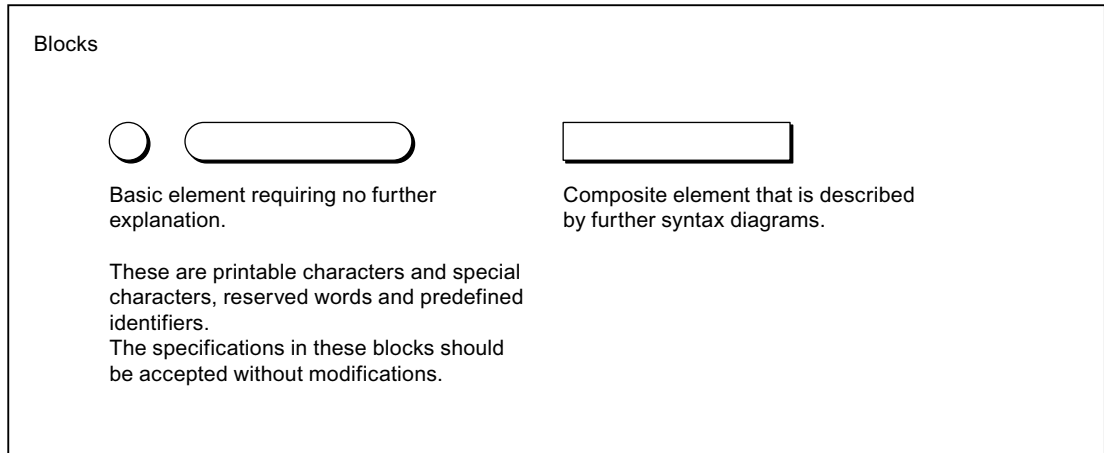 Blocks
Basic element requiring no further
explanation.
These are printable characters and special
characters, reserved words and predefined
identifiers.
The specifications in these blocks should
be accepted without modifications.
Composite element that is described
by further syntax diagrams.